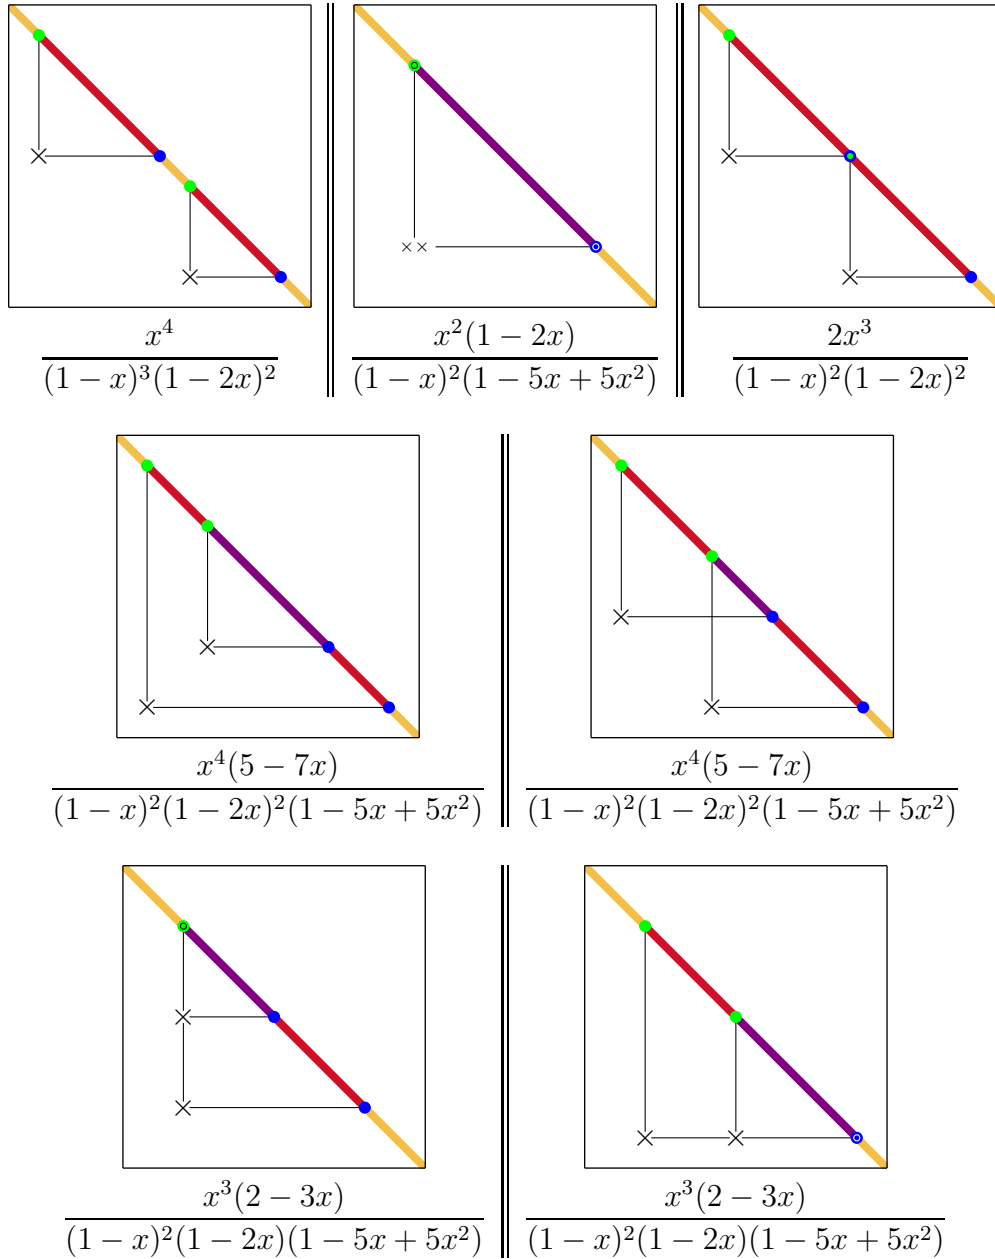 x^4
(1 − x)^3(1 − 2x)^2
x^2(1 − 2x)
(1 − x)^2(1 − 5x + 5x^2)
2x^3
(1 − x)^2(1 − 2x)^2
x^4(5 − 7x)
(1 − x)^2(1 − 2x)^2(1 − 5x + 5x^2)
x^4(5 − 7x)
(1 − x)^2(1 − 2x)^2(1 − 5x + 5x^2)
x^3(2 − 3x)
(1 − x)^2(1 − 2x)(1 − 5x + 5x^2)
x^3(2 − 3x)
(1 − x)^2(1 − 2x)(1 − 5x + 5x^2)